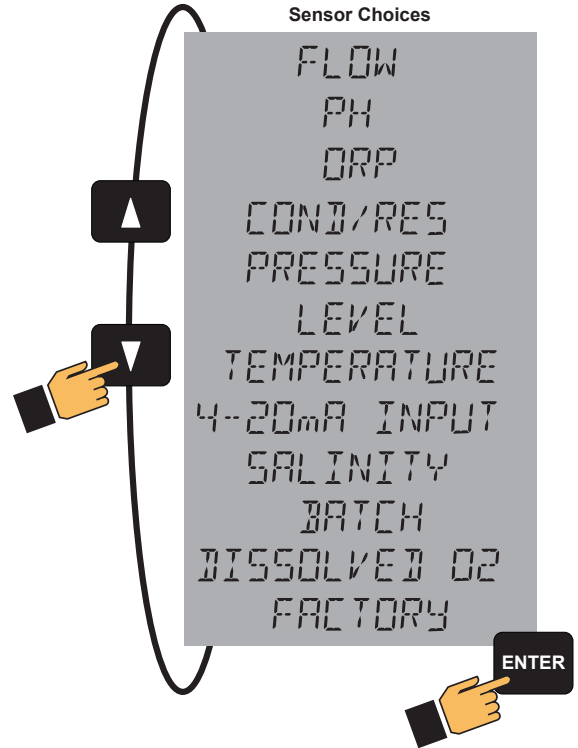 Sensor Choices
FLOW
PH
ORP
COND/RES
PRESSURE
LEVEL
TEMPERATURE
4-20mA INPUT
SALINITY
BATCH
DISSOLVED O2
FACTORY
ENTER